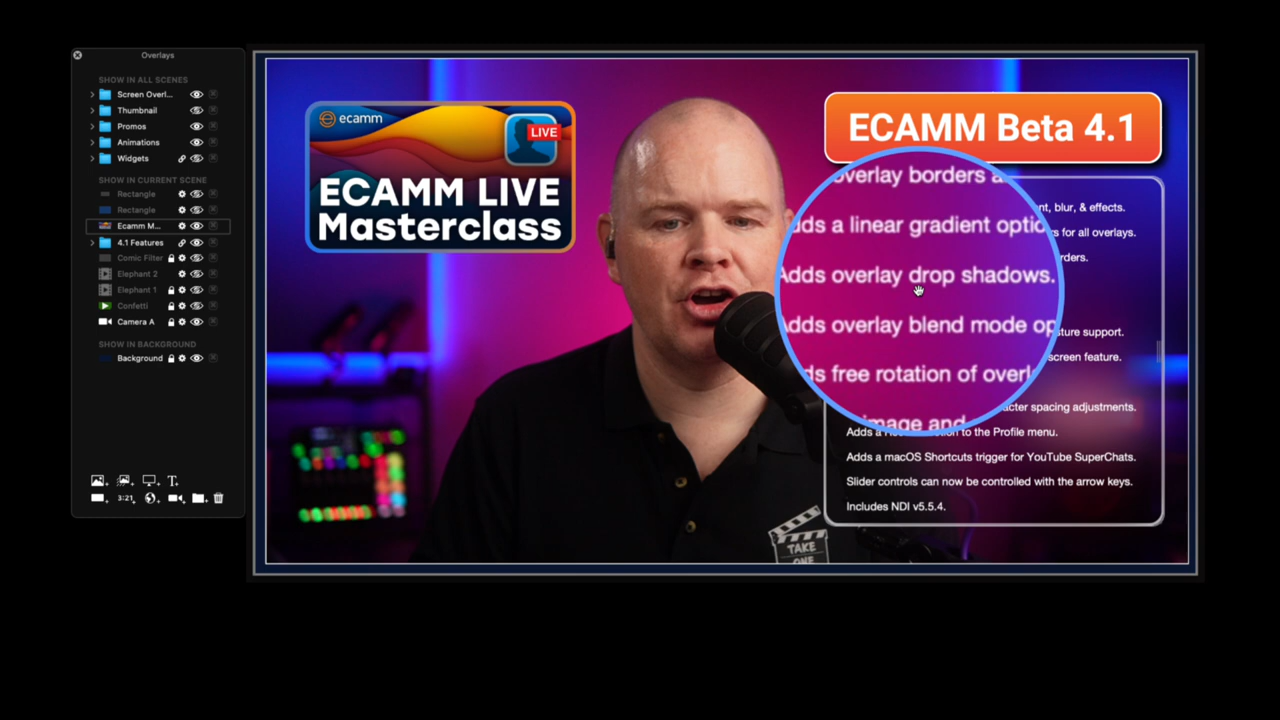 Overlays
SHOW IN ALL SCENES
Screen Overl...
Thumbnail
Promos
Animations
Widgets
SHOW IN CURRENT SCENE
Rectangle
Rectangle
Ecamm M...
4.1 Features
Comic Filter
Elephant 2
Elephant 1
Confetti
Camera A
SHOW IN BACKGROUND
Background
T
3:21
ecamm
LIVE
ECAMM LIVE
Masterclass
TAKE
ONE
ECAMM Beta 4.1
overlay borders a
dds a linear gradient optio
Adds overlay drop shadows.
Adds overlay blend mode op
ds free rotation of overl
image and
nt, blur, & effects.
s for all overlays.
rders.
ture support.
screen feature.
acter spacing adjustments.
to the Profile menu.
Adds a macOS Shortcuts trigger for YouTube SuperChats.
Slider controls can now be controlled with the arrow keys.
Includes NDI v5.5.4.